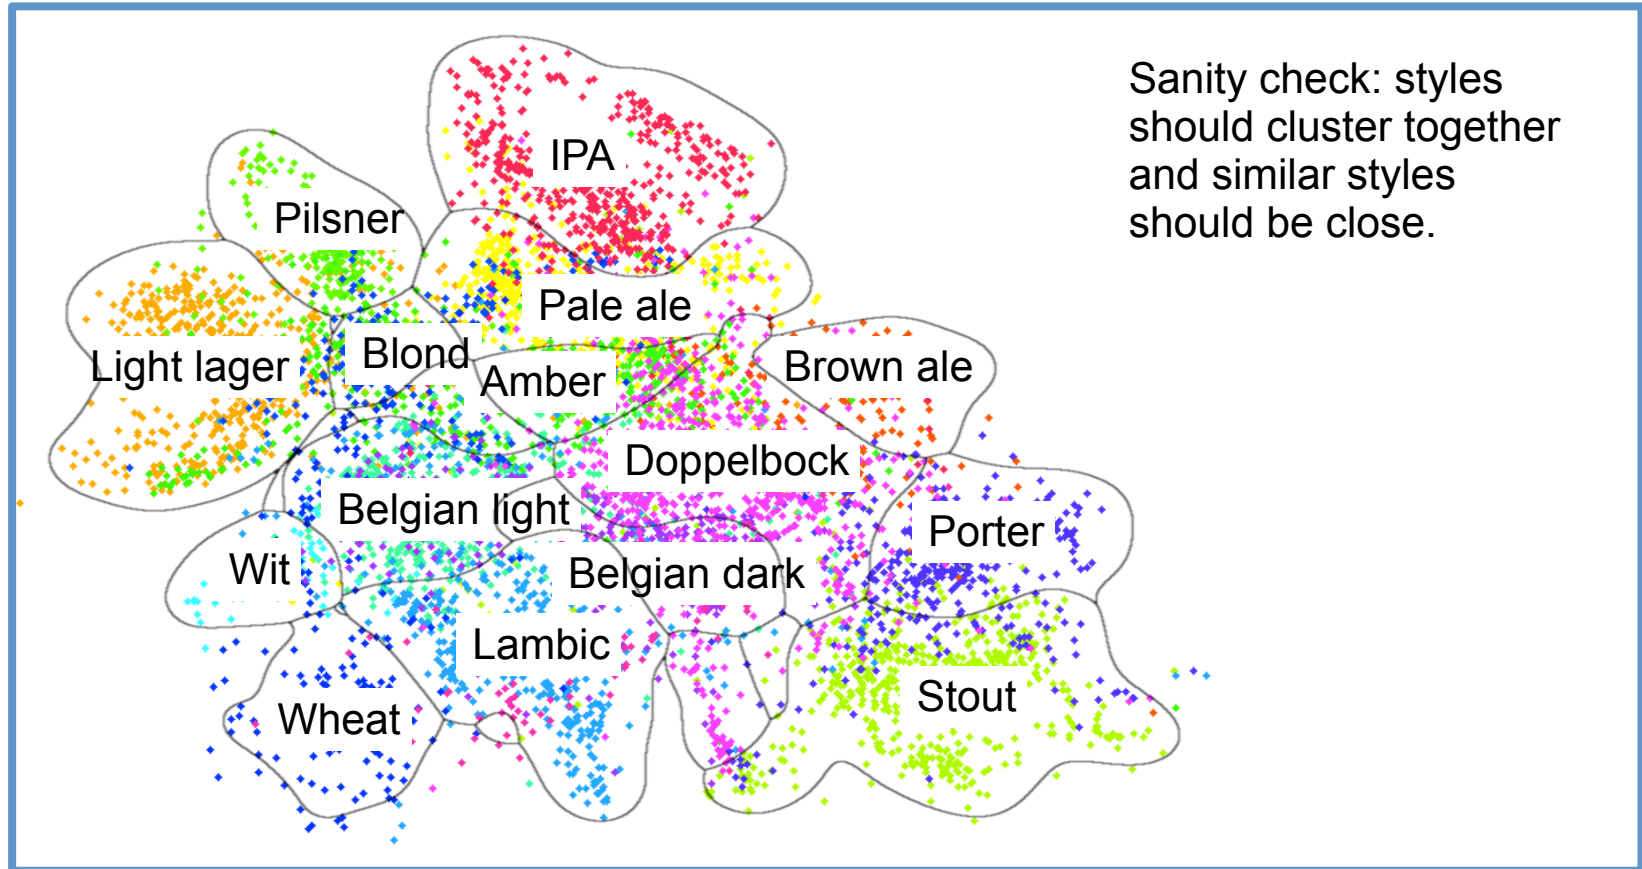 Sanity check: styles
should cluster together
and similar styles
should be close.
IPA
Pilsner
Pale ale
Light lager
Blond
Amber
Brown ale
Doppelbock
Belgian light
Porter
Wit
Belgian dark
Lambic
Stout
Wheat